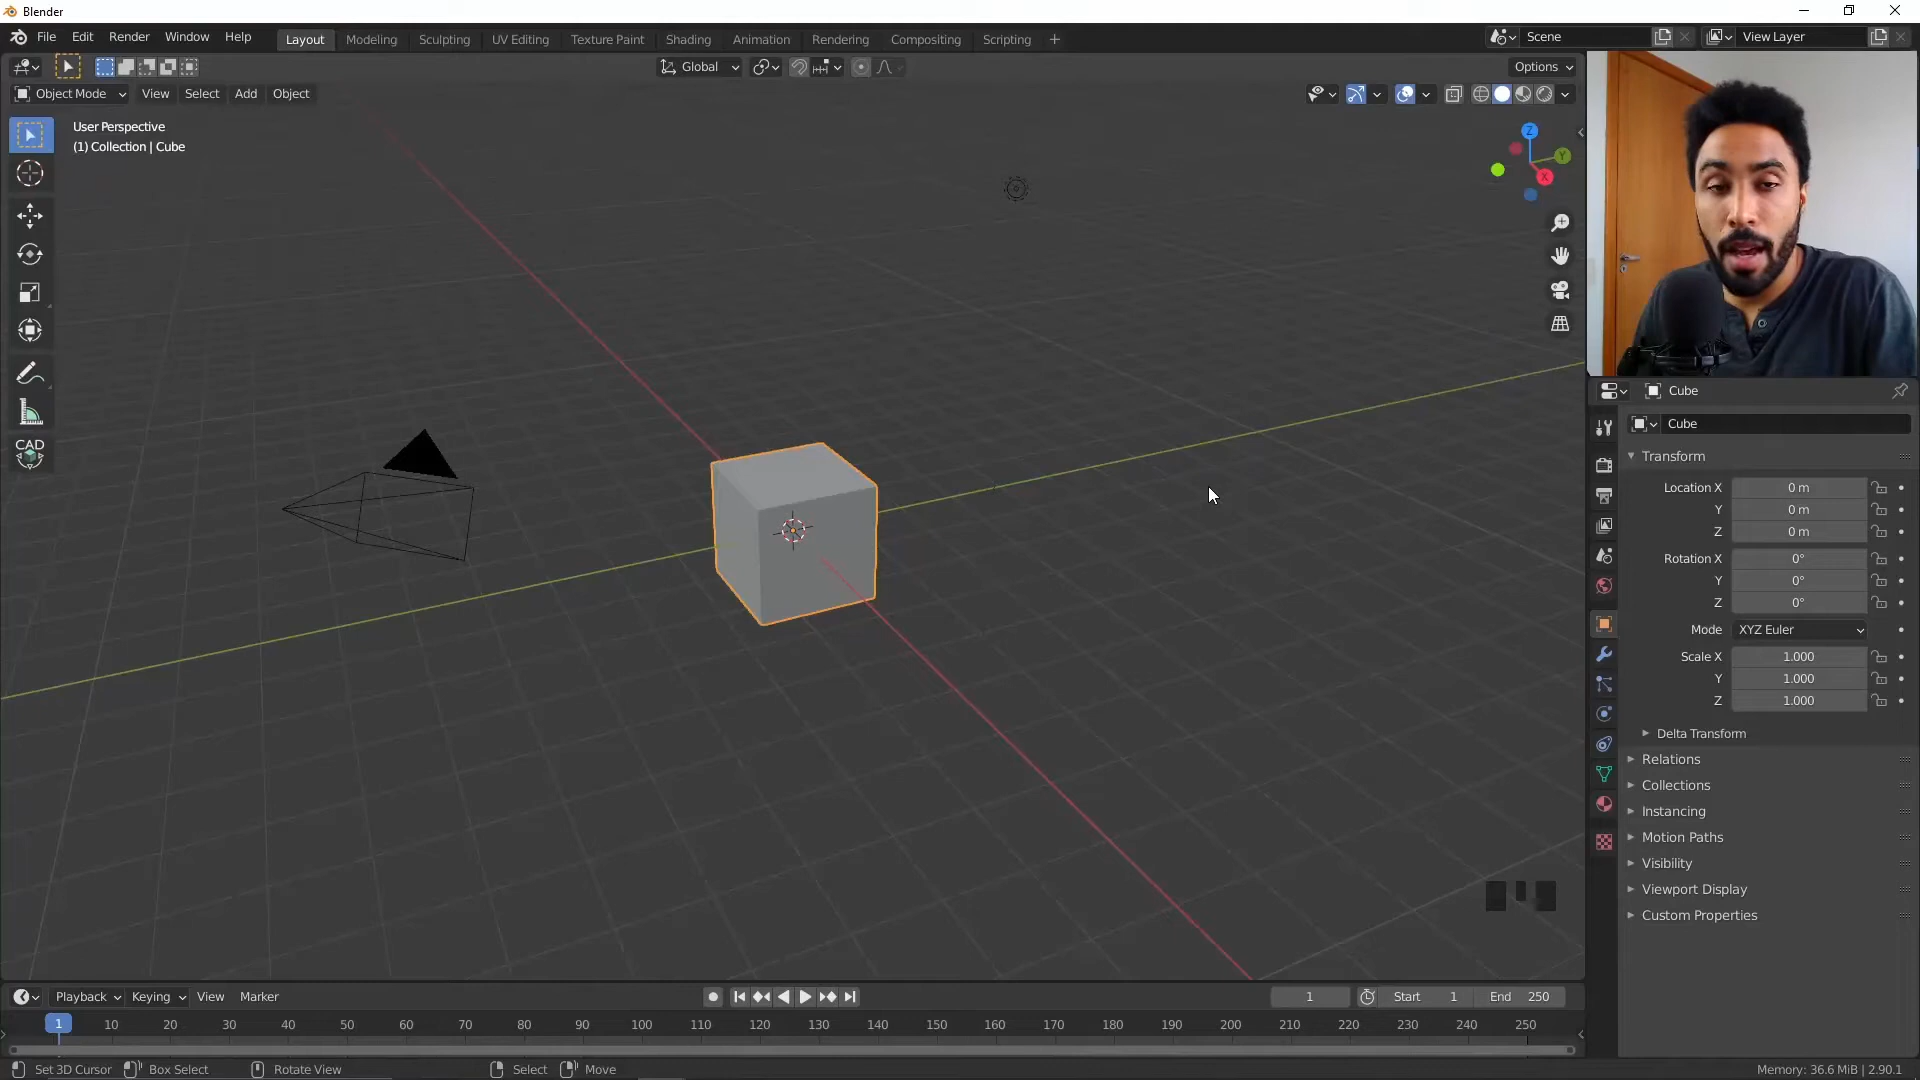 Blender
File Edit Render Window Help Layout Modeling Sculpting UV Editing Texture Paint Shading Animation Rendering Compositing Scripting Scene View Layer
Global Options
Object Mode View Select Add Object
User Perspective
(1) Collection | Cube
Z
Y
X
CAD
Cube
Cube
Transform
Location X 0 m
Y 0 m
Z 0 m
Rotation X 0°
Y 0°
Z 0°
Mode XYZ Euler
Scale X 1.000
Y 1.000
Z 1.000
Delta Transform
Relations
Collections
Instancing
Motion Paths
Visibility
Viewport Display
Custom Properties
Playback Keying View Marker 1 Start 1 End 250
1 10 20 30 40 50 60 70 80 90 100 110 120 130 140 150 160 170 180 190 200 210 220 230 240 250
Set 3D Cursor Box Select Rotate View Select Move Memory: 36.6 MiB | 2.90.1